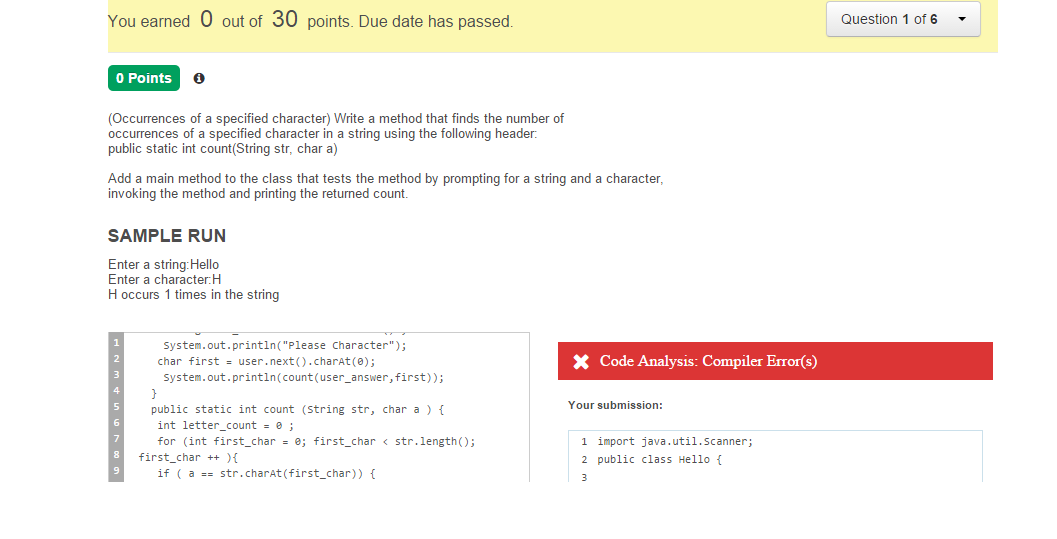 You earned 0 out of 30 points. Due date has passed.
Question 1 of 6
0 Points
(Occurrences of a specified character) Write a method that finds the number of
occurrences of a specified character in a string using the following header:
public static int count(String str, char a)
Add a main method to the class that tests the method by prompting for a string and a character,
invoking the method and printing the returned count.
SAMPLE RUN
Enter a string:Hello
Enter a character:H
H occurs 1 times in the string
1 System.out.println("Please Character");
2 char first = user.next().charAt(0);
3 System.out.println(count(user_answer,first));
4 }
5 public static int count (String str, char a ) {
6 int letter_count = 0 ;
7 for (int first_char = 0; first_char < str.length();
8 first_char ++ ){
9 if ( a == str.charAt(first_char)) {
Code Analysis: Compiler Error(s)
Your submission:
1 import java.util.Scanner;
2 public class Hello {
3